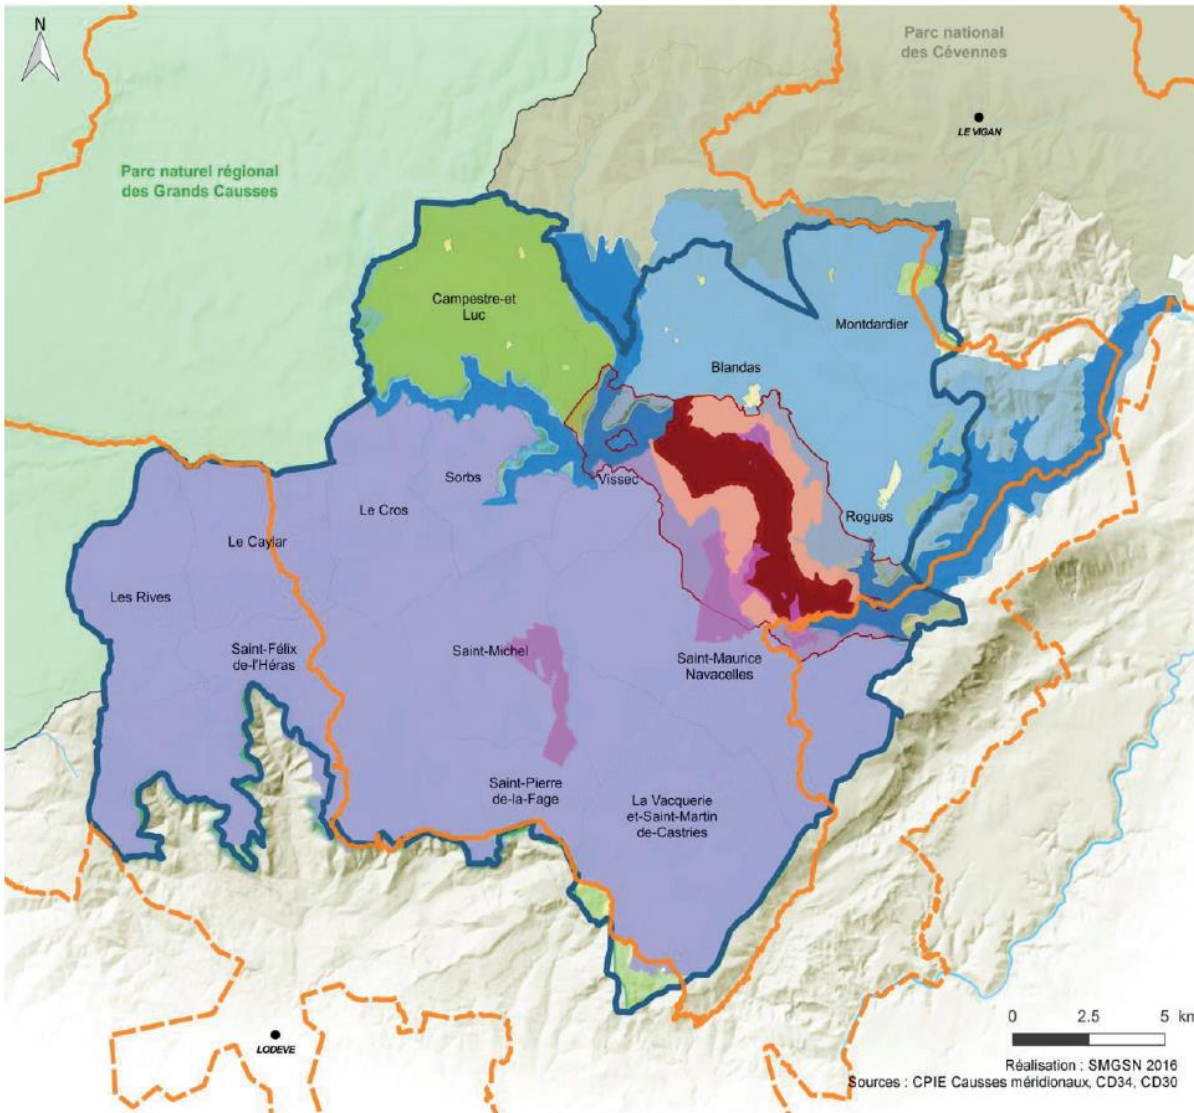 N
Parc national
des Cévennes
LE VIGAN
Parc naturel régional
des Grands Causses
Campestre-et
Luc
Montdardier
Blandas
Sorbs
Vissec
Le Cros
Rogues
Le Caylar
Les Rives
Saint-Félix
de-l'Héras
Saint-Michel
Saint-Maurice
Navacelles
Saint-Pierre
de-la-Fage
La Vacquerie
et-Saint-Martin
de-Castries
0 2.5 5 km
LODEVE
Réalisation : SMGSN 2016
Sources : CPIE Causses méridionaux, CD34, CD30